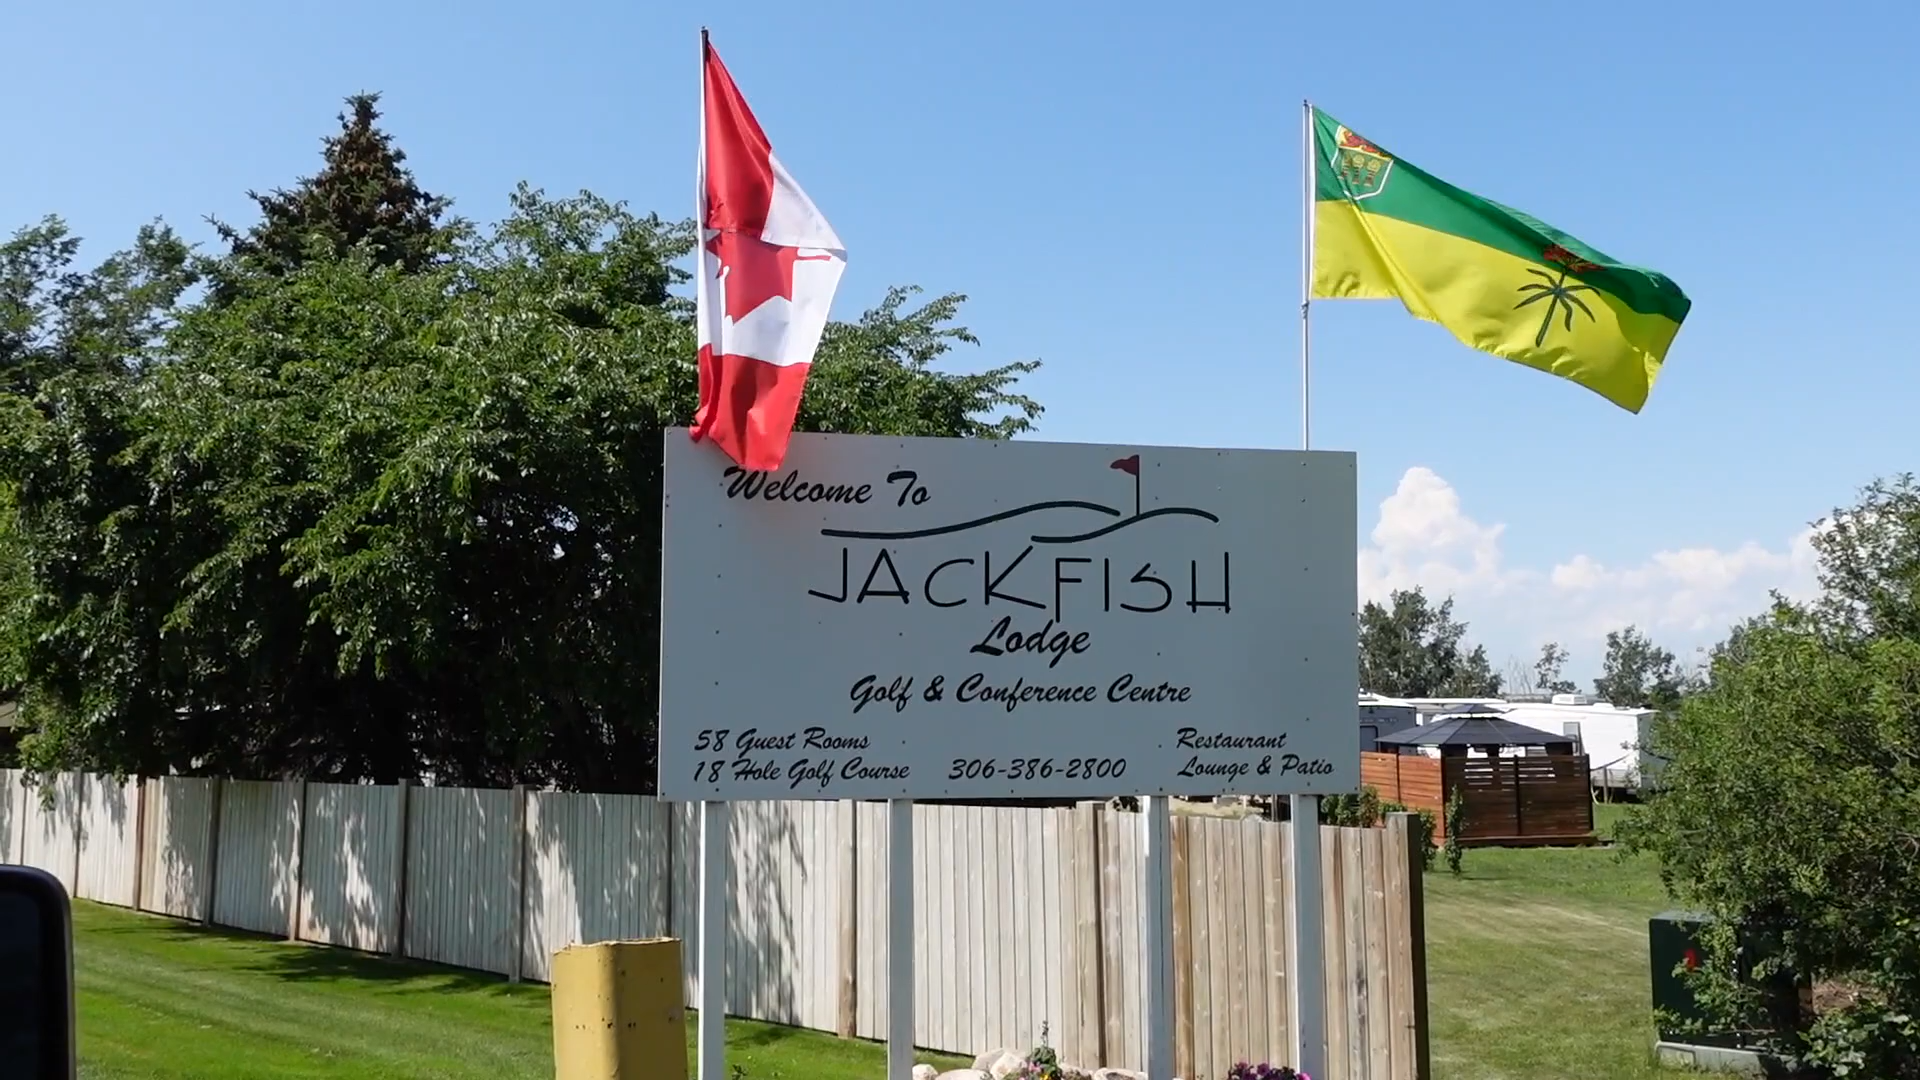 Welcome To
JACKFISH
Lodge
Golf & Conference Centre
58 Guest Rooms
18 Hole Golf Course
306-386-2800
Restaurant
Lounge & Patio